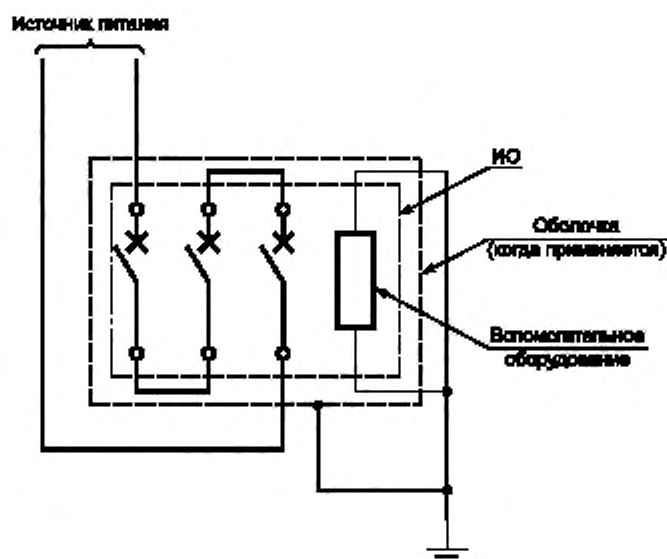 Источник питания
ИО
Оболочка
(когда применяется)
Вспомогательное
оборудование